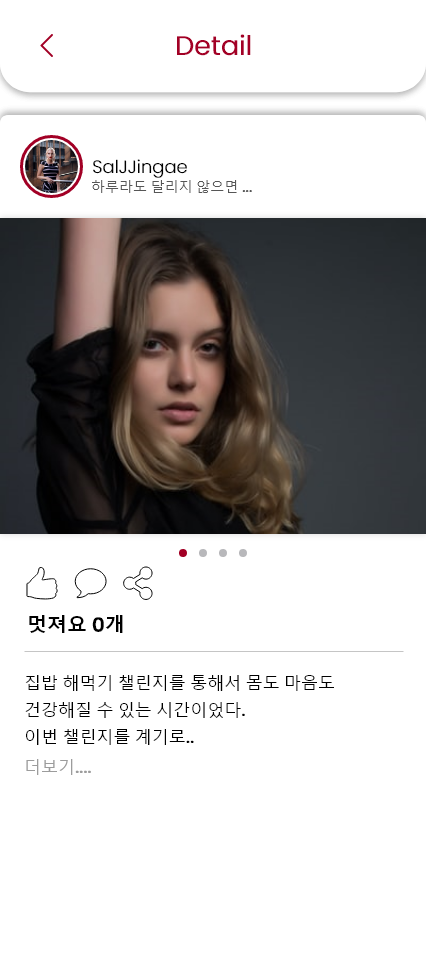 Detail
SalJJingae
하루라도 달리지 않으면 ...
멋져요 0개
집밥 해먹기 챌린지를 통해서 몸도 마음도
건강해질 수 있는 시간이었다.
이번 챌린지를 계기로..
더보기....